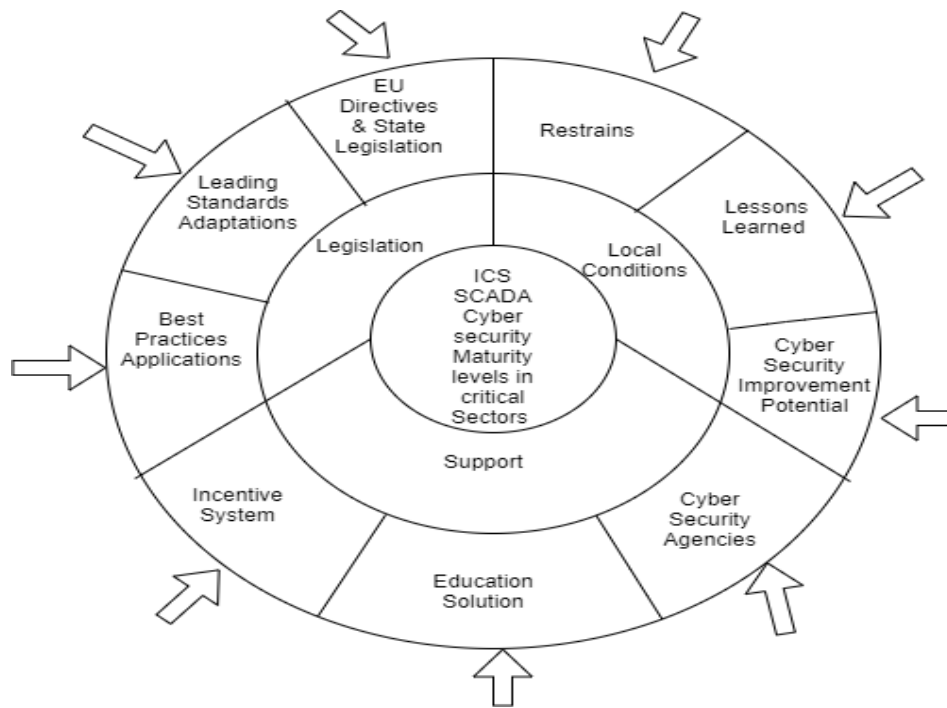 EU
Directives
& State
Legislation
Restrains
Leading
Standards
Adaptations
Lessons
Learned
Legislation
Local
Conditions
ICS
SCADA
Cyber
security
Maturity
levels in
critical
Sectors
Best
Practices
Applications
Cyber
Security
Improvement
Potential
Support
Incentive
System
Cyber
Security
Agencies
Education
Solution